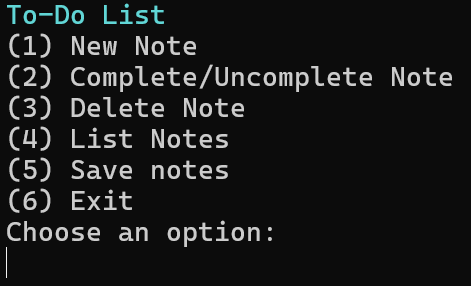 To-Do List
(1) New Note
(2) Complete/Uncomplete Note
(3) Delete Note
(4) List Notes
(5) Save notes
(6) Exit
Choose an option: